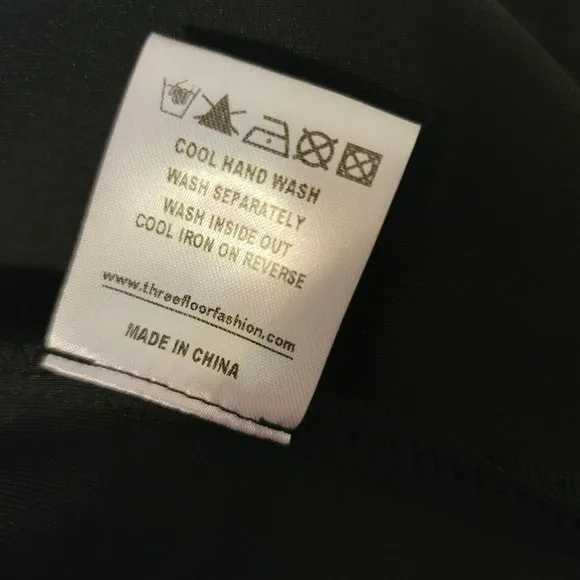 COOL HAND WASH
WASH SEPARATELY
WASH INSIDE OUT
COOL IRON ON REVERSE
www.threefloorfashion.com
MADE IN CHINA